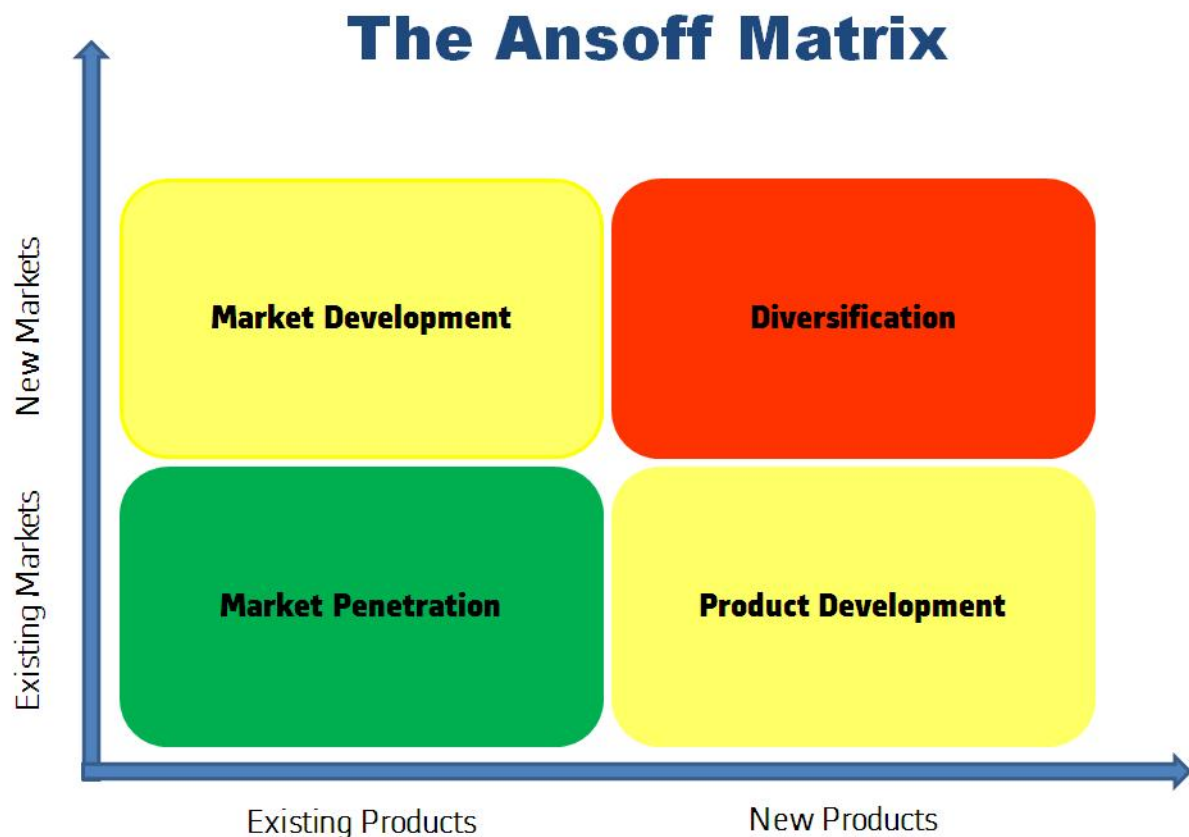 The Ansoff Matrix
New Markets
Market Development
Diversification
Existing Markets
Market Penetration
Product Development
Existing Products
New Products